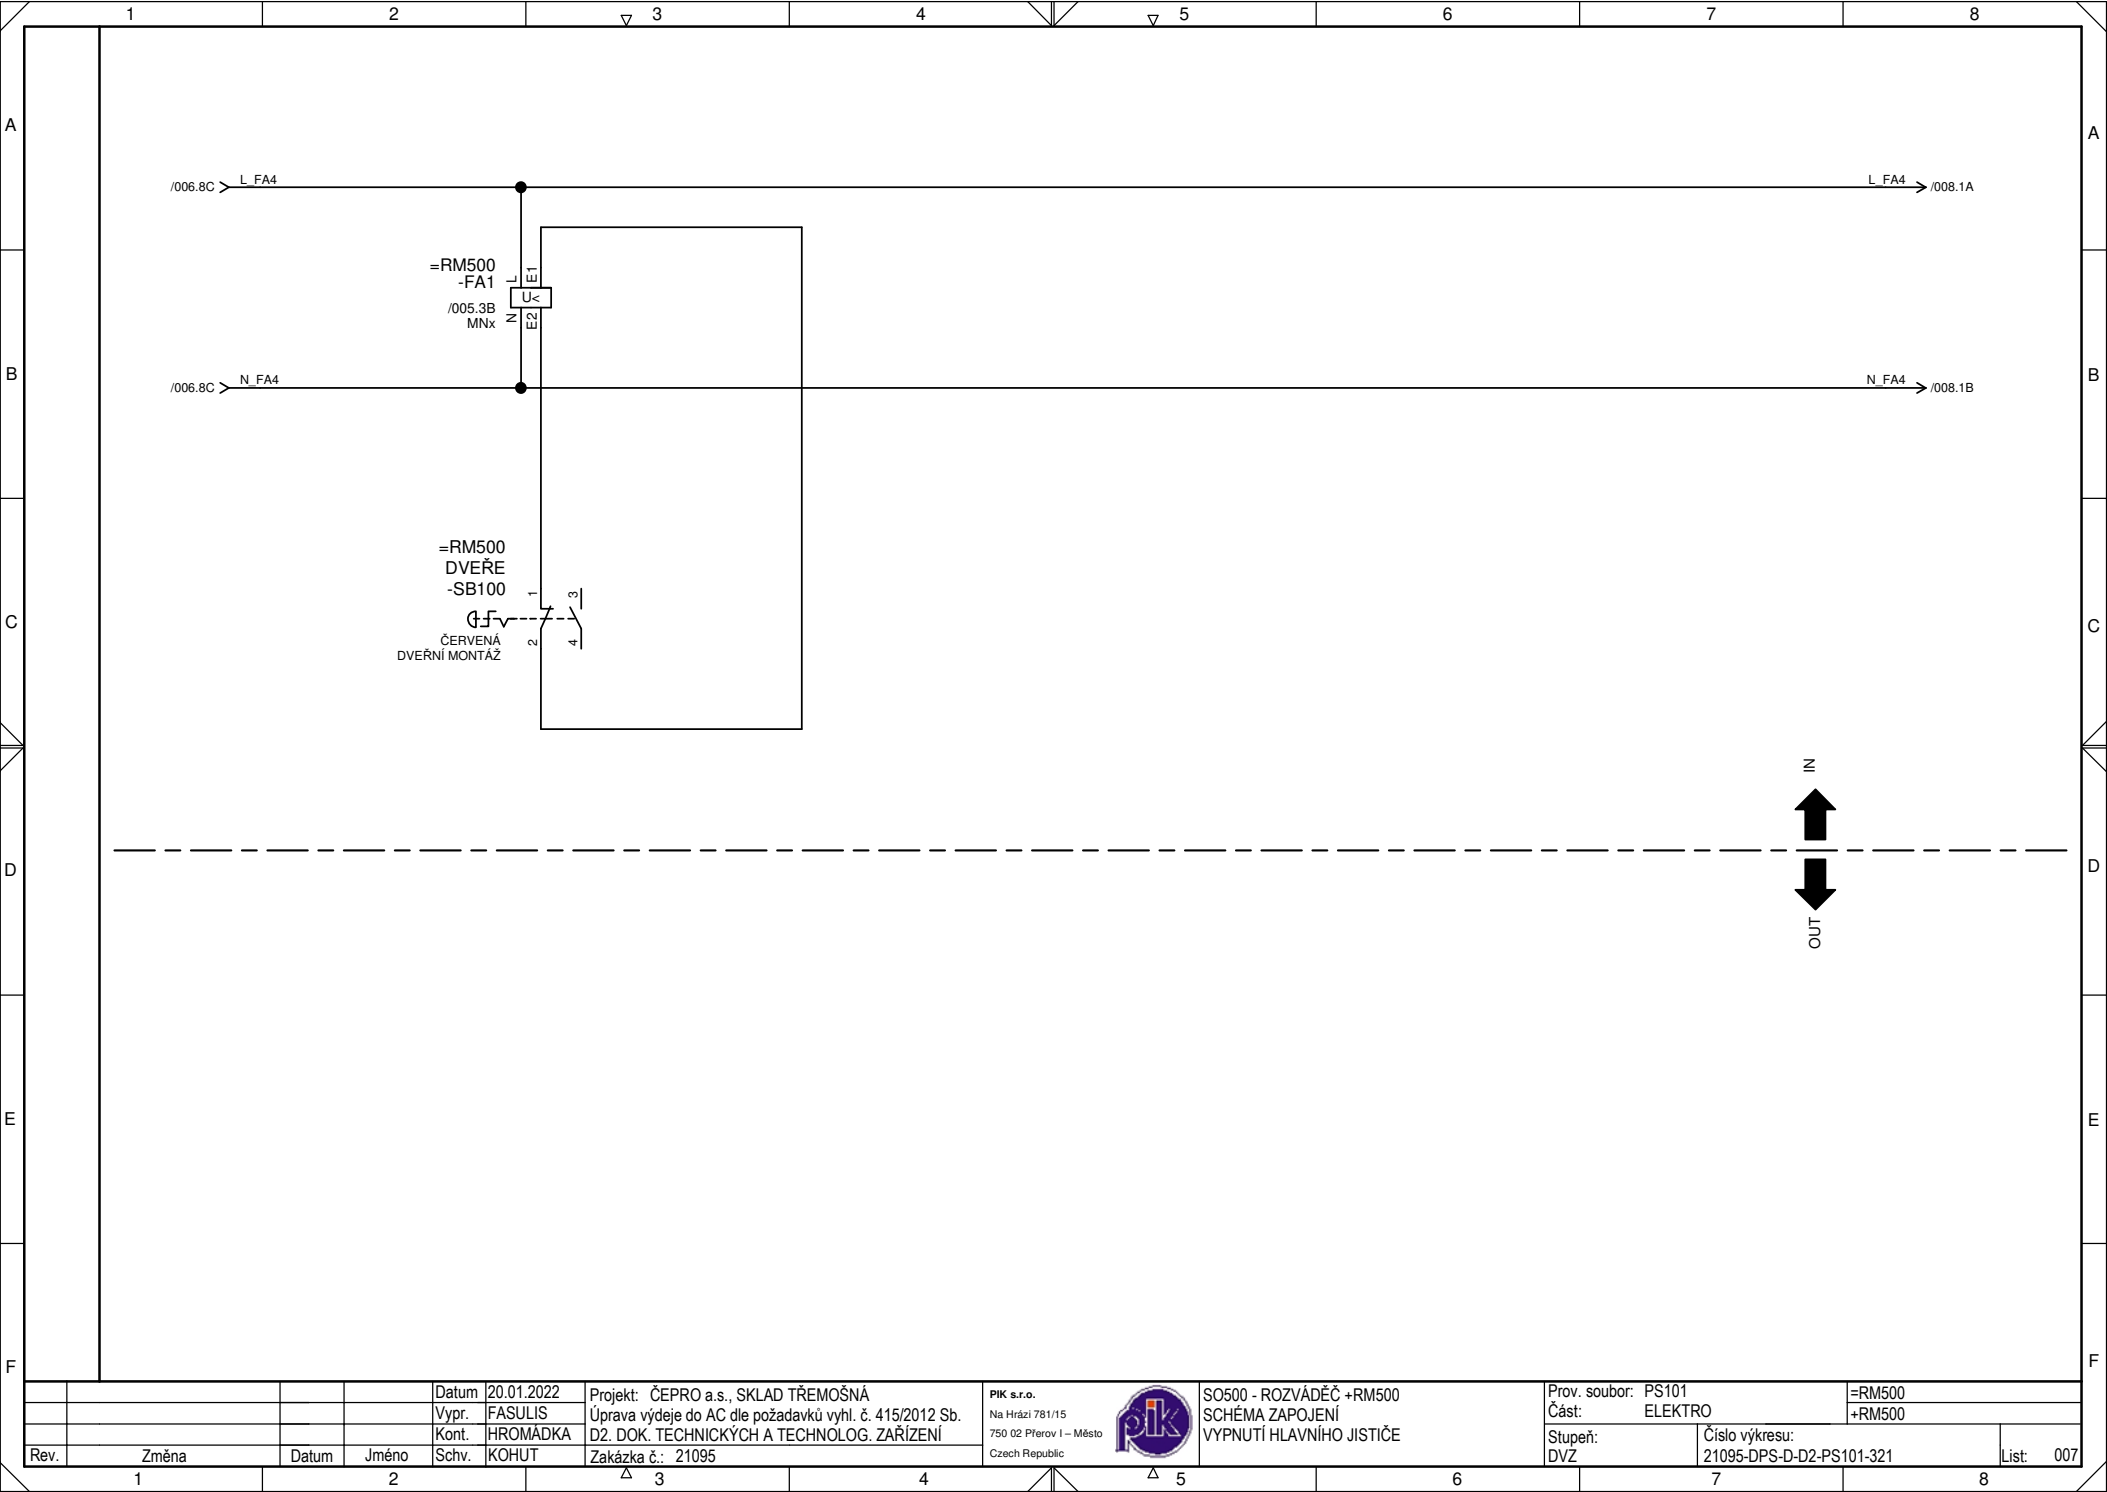 1 2 3 4 5 6 7 8
A A
/006.8C L_FA4 L_FA4 /008.1A
=RM500
-FA1
/005.3B
MNx
L E1
U<
N E2
B B
/006.8C N_FA4 N_FA4 /008.1B
=RM500
DVEŘE
-SB100
1 3
2 4
ČERVENÁ
DVEŘNÍ MONTÁŽ
C C
IN
D D
OUT
E E
F F
Datum 20.01.2022
Vypr. FASULIS
Kont. HROMÁDKA
Rev. Změna Datum Jméno Schv. KOHUT
Projekt: ČEPRO a.s., SKLAD TŘEMOŠNÁ
Úprava výdeje do AC dle požadavků vyhl. č. 415/2012 Sb.
D2. DOK. TECHNICKÝCH A TECHNOLOG. ZAŘÍZENÍ
Zakázka č.: 21095
PIK s.r.o.
Na Hrázi 781/15
750 02 Přerov I – Město
Czech Republic
pik
SO500 - ROZVÁDĚČ +RM500
SCHÉMA ZAPOJENÍ
VYPNUTÍ HLAVNÍHO JISTIČE
Prov. soubor: PS101
Část: ELEKTRO
=RM500
+RM500
Stupeň:
DVZ
Číslo výkresu:
21095-DPS-D-D2-PS101-321
List: 007
1 2 3 4 5 6 7 8